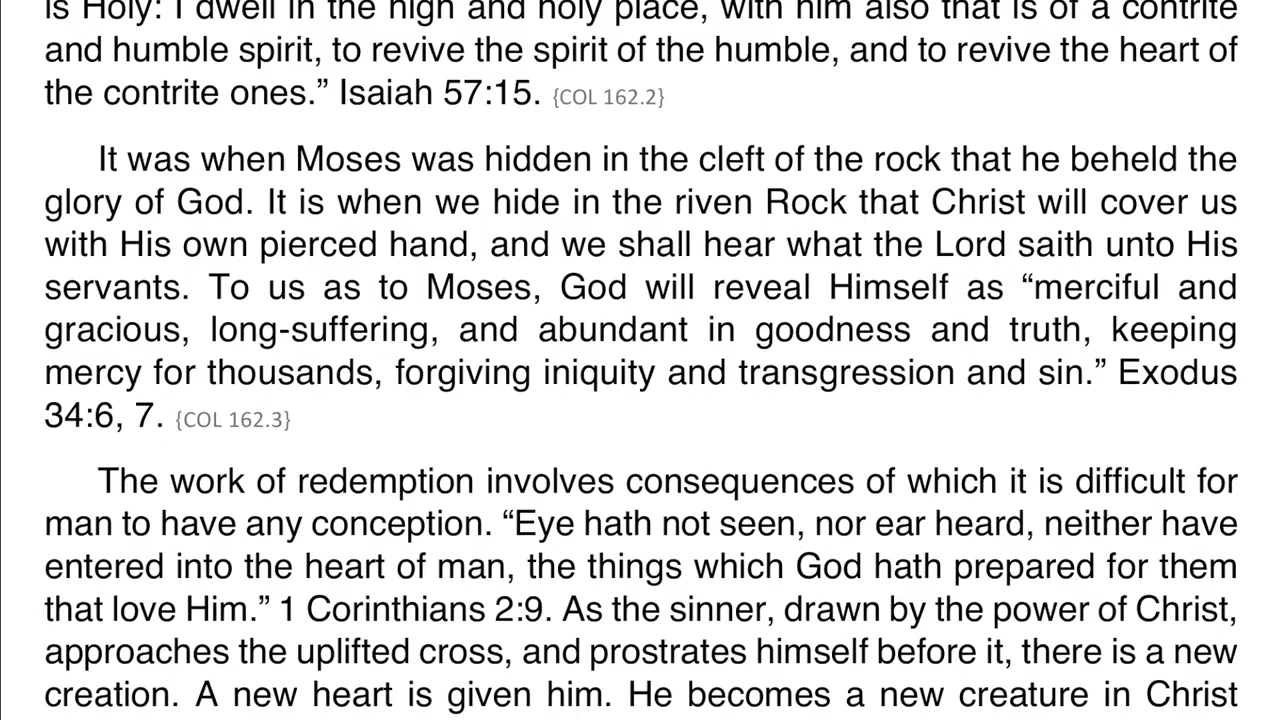 is Holy: I dwell in the high and holy place, with him also that is of a contrite
and humble spirit, to revive the spirit of the humble, and to revive the heart of
the contrite ones.” Isaiah 57:15. {COL 162.2}
It was when Moses was hidden in the cleft of the rock that he beheld the
glory of God. It is when we hide in the riven Rock that Christ will cover us
with His own pierced hand, and we shall hear what the Lord saith unto His
servants. To us as to Moses, God will reveal Himself as “merciful and
gracious, long-suffering, and abundant in goodness and truth, keeping
mercy for thousands, forgiving iniquity and transgression and sin.” Exodus
34:6, 7. {COL 162.3}
The work of redemption involves consequences of which it is difficult for
man to have any conception. “Eye hath not seen, nor ear heard, neither have
entered into the heart of man, the things which God hath prepared for them
that love Him.” 1 Corinthians 2:9. As the sinner, drawn by the power of Christ,
approaches the uplifted cross, and prostrates himself before it, there is a new
creation. A new heart is given him. He becomes a new creature in Christ